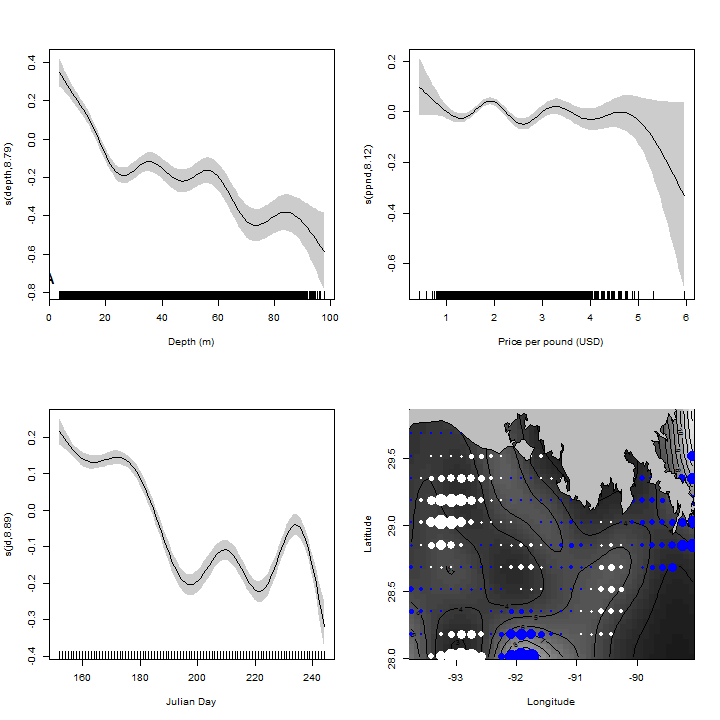 s(depth,8.79)
0.4
0.2
0.0
-0.2
-0.4
-0.6
-0.8
A
0 20 40 60 80 100
Depth (m)
s(ppnd,8.12)
0.2
0.0
-0.2
-0.4
-0.6
1 2 3 4 5 6
Price per pound (USD)
s(jd,8.89)
0.2
0.1
0.0
-0.1
-0.2
-0.3
-0.4
160 180 200 220 240
Julian Day
Latitude
29.5
29.0
28.5
28.0
-93 -92 -91 -90
Longitude